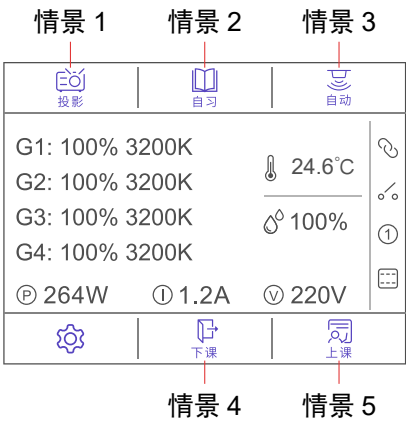 情景 1 情景 2 情景 3
投影 自习 自动
G1: 100% 3200K
G2: 100% 3200K
G3: 100% 3200K
G4: 100% 3200K
24.6°C
100%
1
P 264W I 1.2A V 220V
下课 上课
情景 4 情景 5